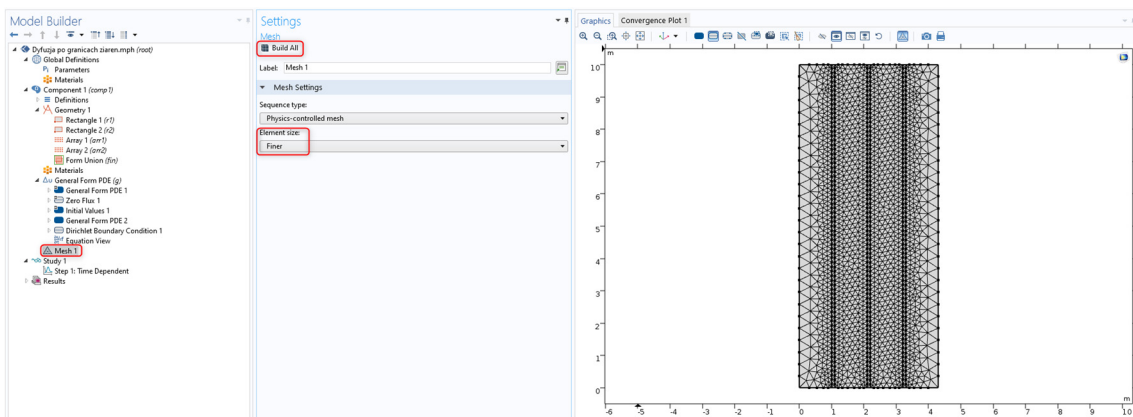 Model Builder
Dyfuzja po granicach ziaren.mph (root)
Global Definitions
Pi Parameters
Materials
Component 1 (comp1)
Definitions
Geometry 1
Rectangle 1 (r1)
Rectangle 2 (r2)
Array 1 (arr1)
Array 2 (arr2)
Form Union (fin)
Materials
Δu General Form PDE (g)
General Form PDE 1
Zero Flux 1
Initial Values 1
General Form PDE 2
Dirichlet Boundary Condition 1
Equation View
Mesh 1
Study 1
Step 1: Time Dependent
Results
Settings
Mesh
Build All
Label: Mesh 1
Mesh Settings
Sequence type:
Physics-controlled mesh
Element size:
Finer
Graphics Convergence Plot 1
m
10
9
8
7
6
5
4
3
2
1
0
m
-6 -5 -4 -3 -2 -1 0 1 2 3 4 5 6 7 8 9 10